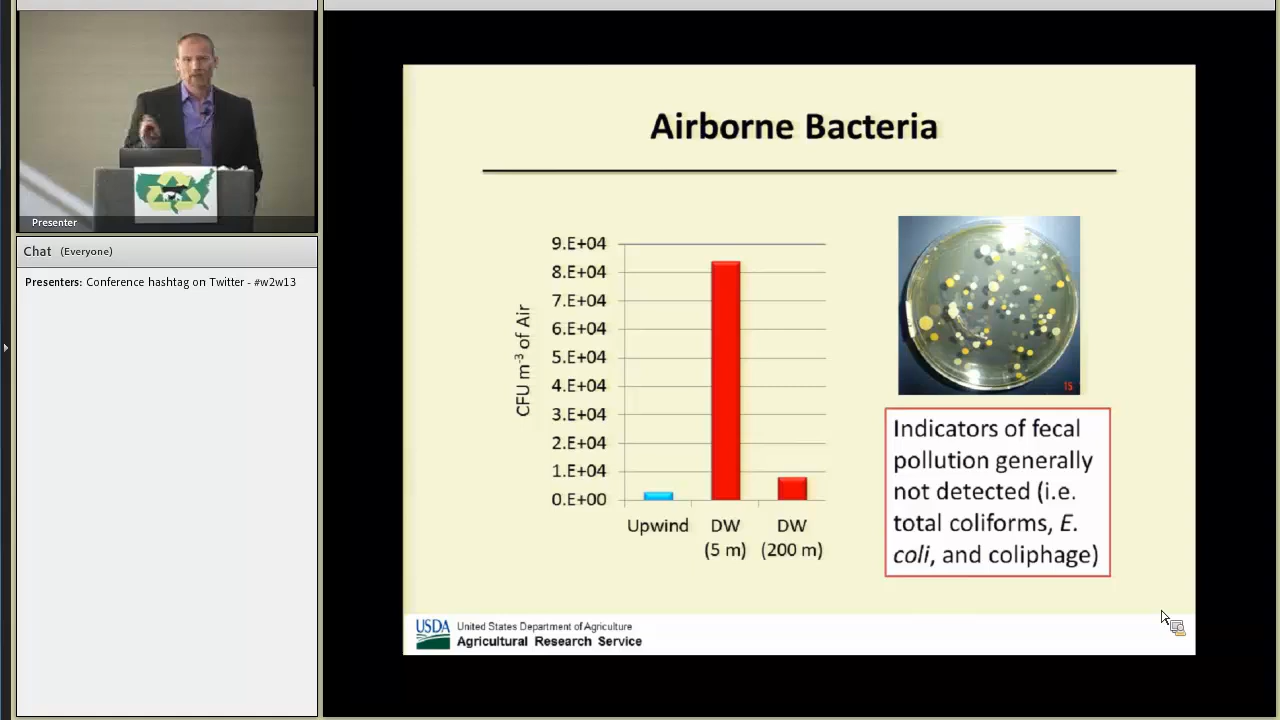 Presenter
Chat (Everyone)
Presenters: Conference hashtag on Twitter - #w2w13
Airborne Bacteria
CFU m-3 of Air
9.E+04
8.E+04
7.E+04
6.E+04
5.E+04
4.E+04
3.E+04
2.E+04
1.E+04
0.E+00
Upwind
DW
(5 m)
DW
(200 m)
15
Indicators of fecal
pollution generally
not detected (i.e.
total coliforms, E.
coli, and coliphage)
USDA
United States Department of Agriculture
Agricultural Research Service